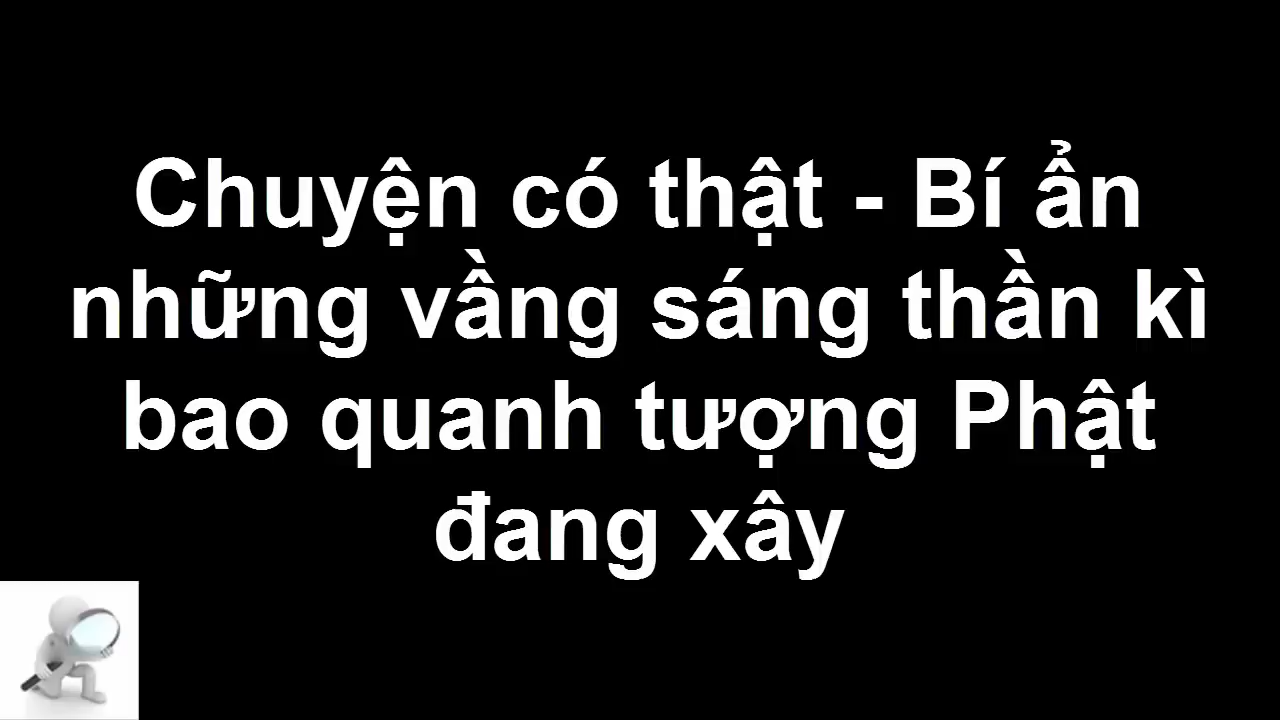 Chuyện có thật - Bí ẩn
những vầng sáng thần kì
bao quanh tượng Phật
đang xây